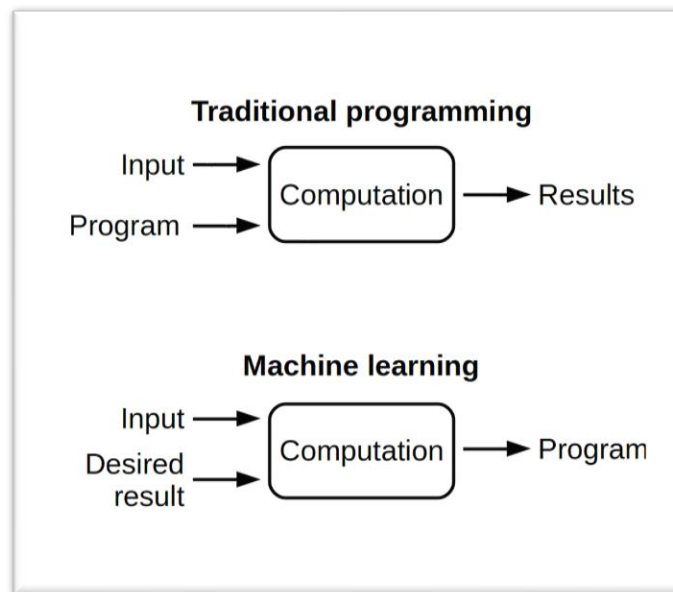 Traditional programming
Input
Program
Computation
Results
Machine learning
Input
Desired
result
Computation
Program